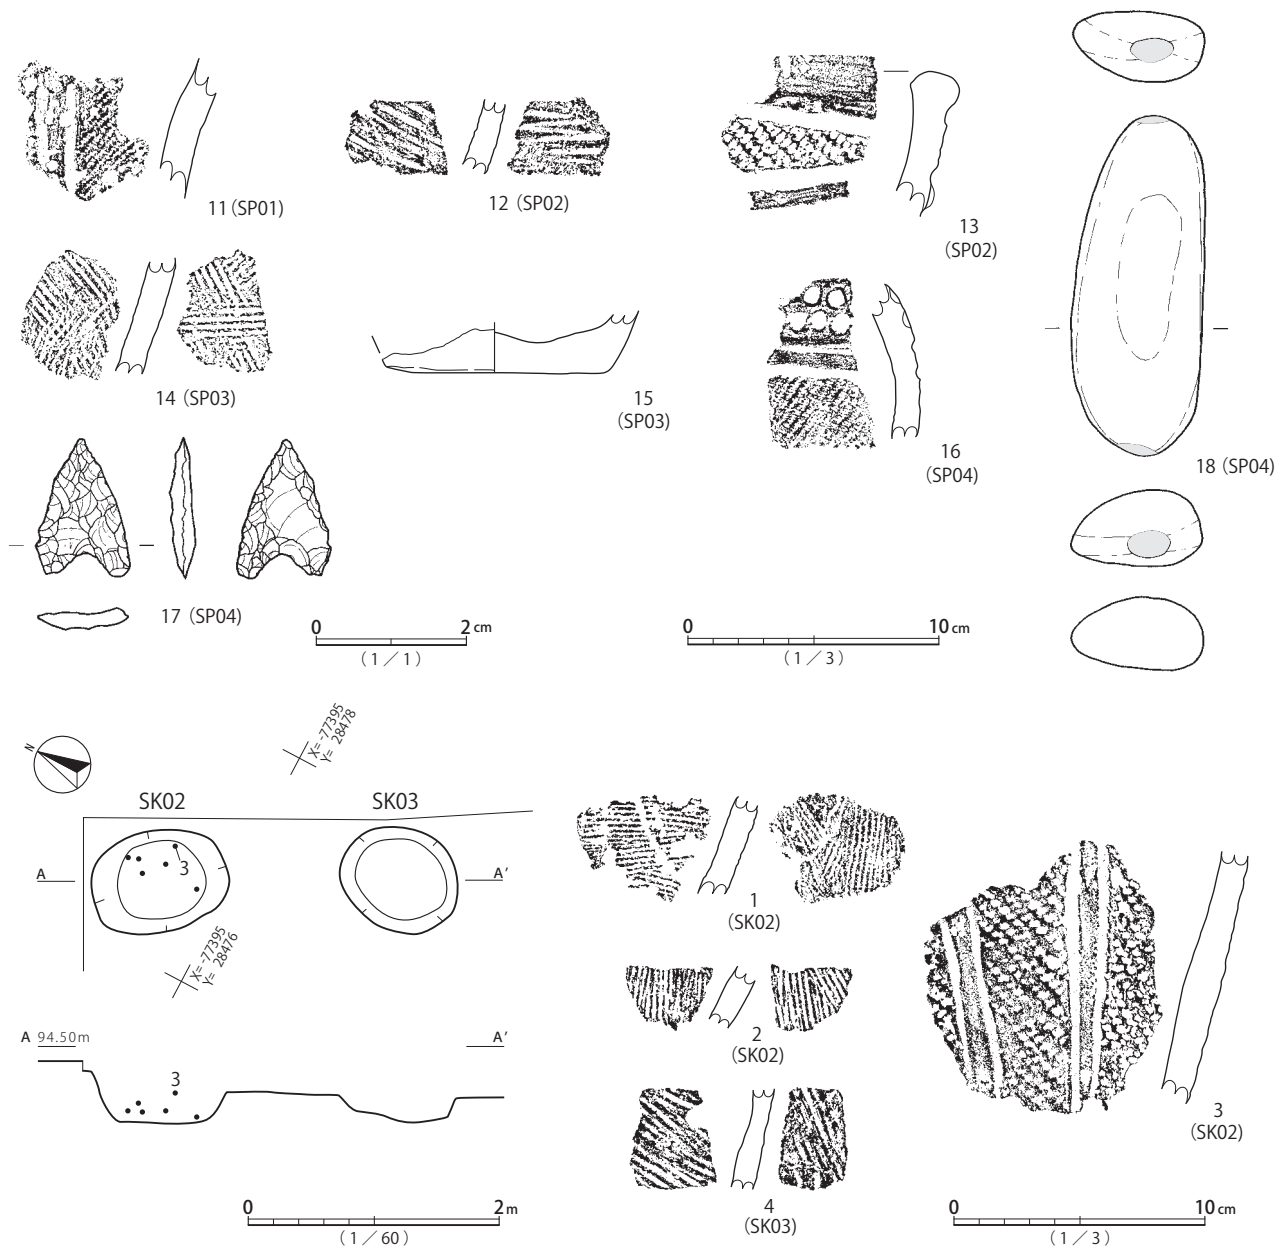 11(SP01)
12 (SP02)
13
(SP02)
14 (SP03)
15
(SP03)
16
(SP04)
17 (SP04)
18 (SP04)
0 2 cm
(1/1)
0 10 cm
(1/3)
N
X=-77395
Y= 28478
SK02 SK03
3
A A'
X=-77395
Y= 28476
A 94.50m A'
3
0 2 m
(1/60)
1
(SK02)
2
(SK02)
3
(SK02)
4
(SK03)
0 10 cm
(1/3)